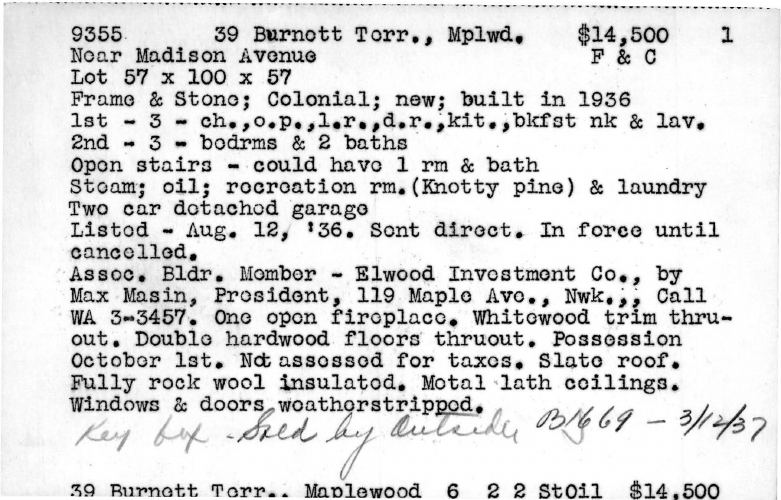 9355 39 Burnett Terr., Mplwd. $14,500 1
Near Madison Avenue F & C
Lot 57 x 100 x 57
Frame & Stone; Colonial; new; built in 1936
1st - 3 - ch.,o.p.,l.r.,d.r.,kit.,bkfst nk & lav.
2nd - 3 - bedrms & 2 baths
Open stairs - could have 1 rm & bath
Steam; oil; recreation rm.(Knotty pine) & laundry
Two car detached garage
Listed - Aug. 12, '36. Sent direct. In force until
cancelled.
Assoc. Bldr. Member - Elwood Investment Co., by
Max Masin, President, 119 Maple Ave., Nwk.,, Call
WA 3-3457. One open fireplace. Whitewood trim thru-
out. Double hardwood floors thruout. Possession
October 1st. Not assessed for taxes. Slate roof.
Fully rock wool insulated. Metal lath ceilings.
Windows & doors weatherstripped.
Key box - Sold by Outsider B1669 - 3/12/37
39 Burnett Terr., Maplewood 6 2 2 StOil $14,500